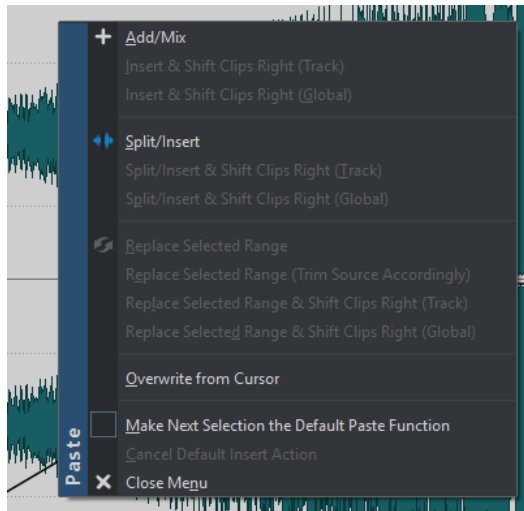 Add/Mix
Insert & Shift Clips Right (Track)
Insert & Shift Clips Right (Global)
Split/Insert
Split/Insert & Shift Clips Right (Track)
Split/Insert & Shift Clips Right (Global)
Replace Selected Range
Replace Selected Range (Trim Source Accordingly)
Replace Selected Range & Shift Clips Right (Track)
Replace Selected Range & Shift Clips Right (Global)
Overwrite from Cursor
Make Next Selection the Default Paste Function
Cancel Default Insert Action
Close Menu
Paste